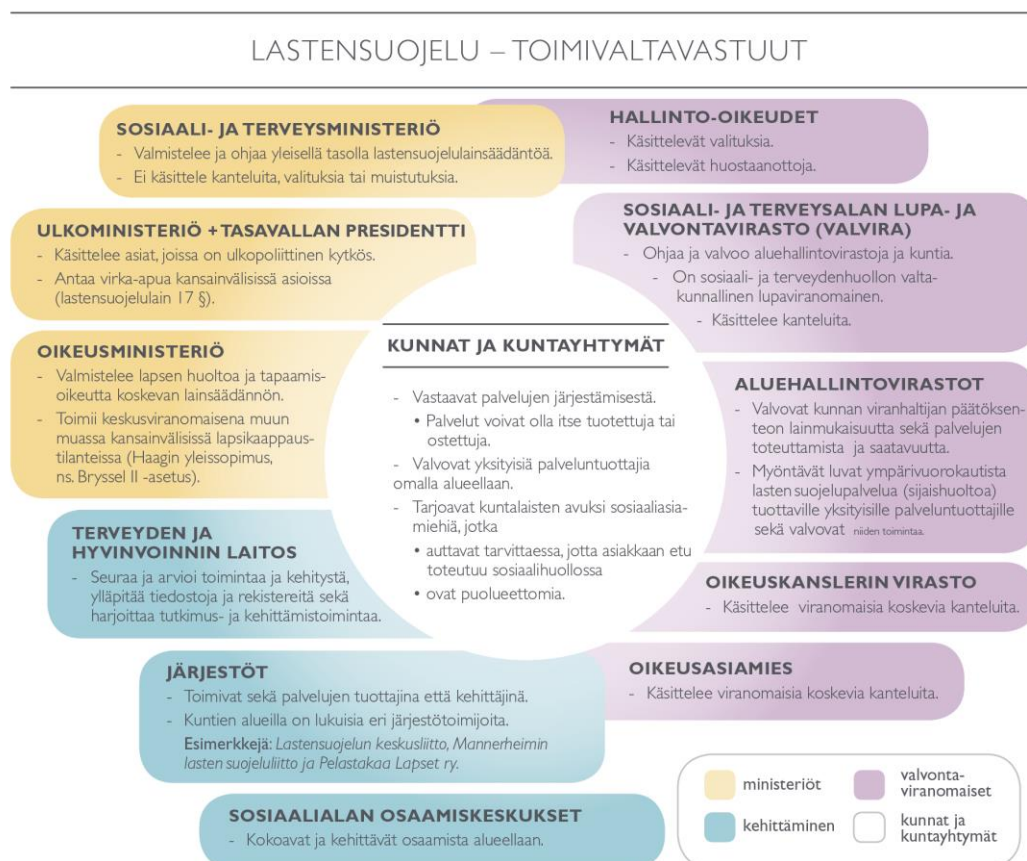 LASTENSUOJELU – TOIMIVALTAVASTUUT
SOSIAALI- JA TERVEYSMINISTERIÖ
- Valmistelee ja ohjaa yleisellä tasolla lastensuojelulainsäädäntöä.
- Ei käsittele kanteluita, valituksia tai muistutuksia.
HALLINTO-OIKEUDET
- Käsittelevät valituksia.
- Käsittelevät huostaanottoja.
ULKOMINISTERIÖ + TASAVALLAN PRESIDENTTI
- Käsittelee asiat, joissa on ulkopoliittinen kytkös.
- Antaa virka-apua kansainvälisissä asioissa
(lastensuojelulain 17 §).
SOSIAALI- JA TERVEYSALAN LUPA- JA
VALVONTAVIRASTO (VALVIRA)
- Ohjaa ja valvoo aluehallintovirastoja ja kuntia.
- On sosiaali- ja terveydenhuollon valta-
kunnallinen lupaviranomainen.
- Käsittelee kanteluita.
OIKEUSMINISTERIÖ
- Valmistelee lapsen huoltoa ja tapaamis-
oikeutta koskevan lainsäädännön.
- Toimii keskusviranomaisena muun
muassa kansainvälisissä lapsikaappaus-
tilanteissa (Haagin yleissopimus,
ns. Bryssel II -asetus).
KUNNAT JA KUNTAYHTYMÄT
- Vastaavat palvelujen järjestämisestä.
• Palvelut voivat olla itse tuotettuja tai
ostettuja.
- Valvovat yksityisiä palveluntuottajia
omalla alueellaan.
- Tarjoavat kuntalaisten avuksi sosiaaliasia-
miehiä, jotka
• auttavat tarvittaessa, jotta asiakkaan etu
toteutuu sosiaalihuollossa
• ovat puolueettomia.
ALUEHALLINTOVIRASTOT
- Valvovat kunnan viranhaltijan päätöksen-
teon lainmukaisuutta sekä palvelujen
toteuttamista ja saatavuutta.
- Myöntävät luvat ympärivuorokautista
lasten suojelupalvelua (sijaishuoltoa)
tuottaville yksityisille palveluntuottajille
sekä valvovat niiden toimintaa.
TERVEYDEN JA
HYVINVOINNIN LAITOS
- Seuraa ja arvioi toimintaa ja kehitystä,
ylläpitää tiedostoja ja rekistereitä sekä
harjoittaa tutkimus- ja kehittämistoimintaa.
OIKEUSKANSLERIN VIRASTO
- Käsittelee viranomaisia koskevia kanteluita.
JÄRJESTÖT
- Toimivat sekä palvelujen tuottajina että kehittäjinä.
- Kuntien alueilla on lukuisia eri järjestötoimijoita.
Esimerkkejä: Lastensuojelun keskusliitto, Mannerheimin
lasten suojeluliitto ja Pelastakaa Lapset ry.
OIKEUSASIAMIES
- Käsittelee viranomaisia koskevia kanteluita.
SOSIAALIALAN OSAAMISKESKUKSET
- Kokoavat ja kehittävät osaamista alueellaan.
ministeriöt
kehittäminen
valvonta-
viranomaiset
kunnat ja
kuntayhtymät